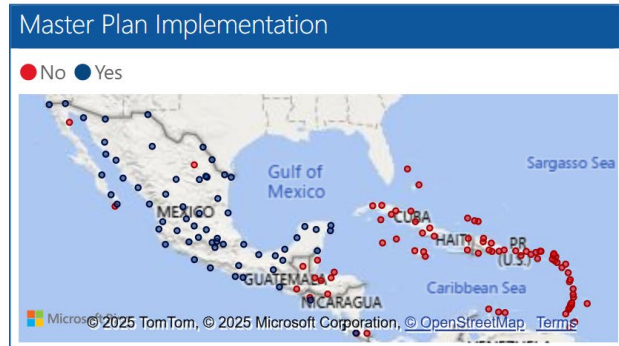 Master Plan Implementation
No Yes
Gulf of
Mexico
Sargasso Sea
MEXICO
CUBA
HAITI
PR
(U.S.)
GUATEMALA
Caribbean Sea
NICARAGUA
Microsoft
© 2025 TomTom, © 2025 Microsoft Corporation, © OpenStreetMap Terms